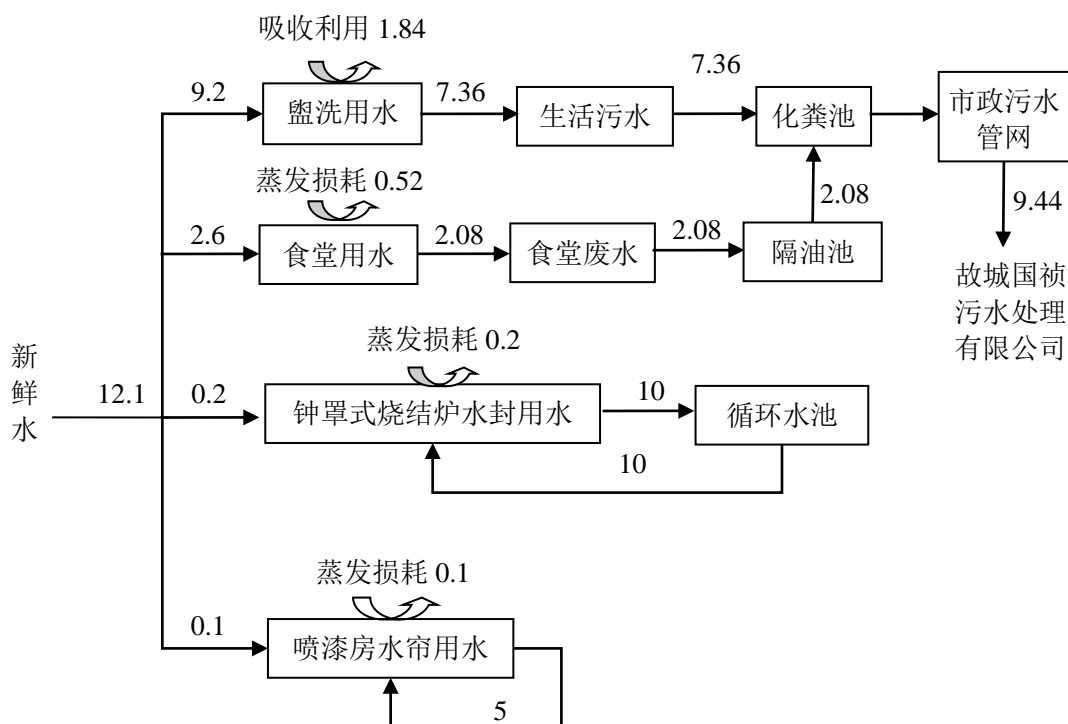 吸收利用 1.84
9.2
盥洗用水
7.36
生活污水
7.36
化粪池
市政污水
管网
蒸发损耗 0.52
2.6
食堂用水
2.08
食堂废水
2.08
隔油池
2.08
9.44
故城国祯
污水处理
有限公司
新
鲜
水
12.1
蒸发损耗 0.2
0.2
钟罩式烧结炉水封用水
10
循环水池
10
蒸发损耗 0.1
0.1
喷漆房水帘用水
5